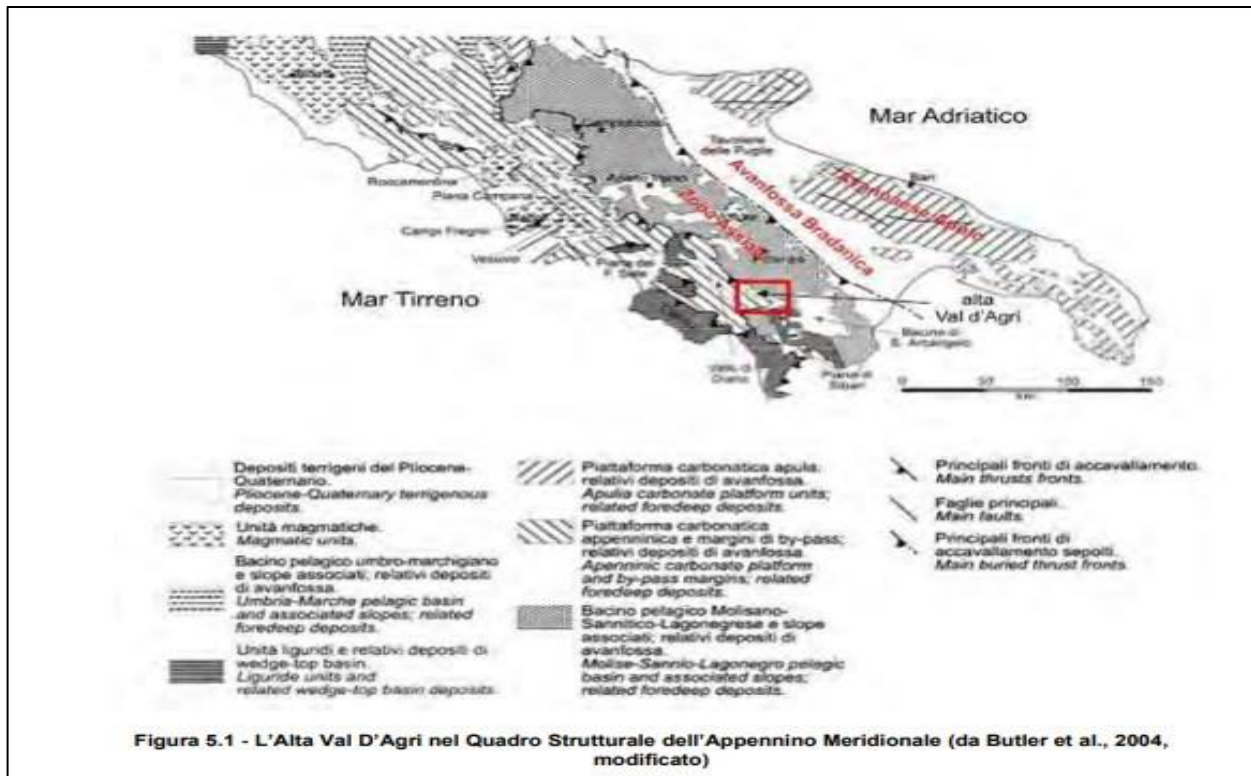 Mar Adriatico
Tavoliere
delle Puglie
Bari
Campobasso
Avanfossa Bradanica
Avampaese Apulo
Roccamonfina
Piana Campana
Campi Flegrei
Vesuvio
Piana del
F. Sele
Mar Tirreno
alta
Val d'Agri
Bacino di
S. Arcangelo
Vallo di
Diano
Piana di
Sibari
0 50 100 150
Depositi terrigeni del Pliocene-
Quaternario.
Pliocene-Quaternary terrigenous
deposits.
Unità magmatiche.
Magmatic units.
Bacino pelagico umbro-marchigiano
e slope associati; relativi depositi
di avanfossa.
Umbria-Marche pelagic basin
and associated slopes; related
foredeep deposits.
Unità liguridi e relativi depositi di
wedge-top basin.
Liguride units and
related wedge-top basin deposits.
Piattaforma carbonatica apula;
relativi depositi di avanfossa.
Apulia carbonate platform units;
related foredeep deposits.
Piattaforma carbonatica
appenninica e margini di by-pass;
relativi depositi di avanfossa.
Apenninic carbonate platform
and by-pass margins; related
foredeep deposits.
Bacino pelagico Molisano-
Sannitico-Lagonegrese e slope
associati; relativi depositi di
avanfossa.
Molise-Sannio-Lagonegro pelagic
basin and associated slopes;
related foredeep deposits.
Principali fronti di accavallamento.
Main thrusts fronts.
Faglie principali.
Main faults.
Principali fronti di
accavallamento sepolti.
Main buried thrust fronts.
Figura 5.1 - L'Alta Val D'Agri nel Quadro Strutturale dell'Appennino Meridionale (da Butler et al., 2004,
modificato)